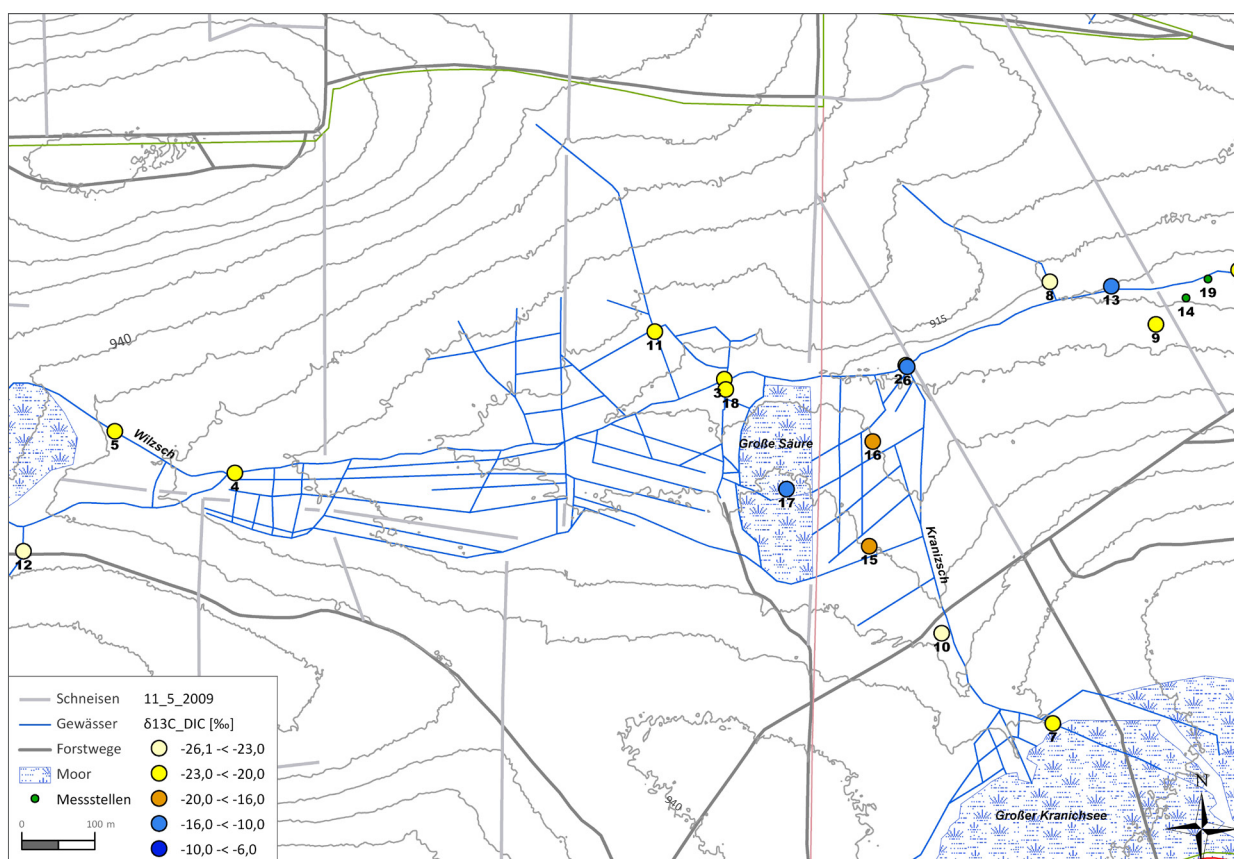 915
8
13
19
14
9
940
11
2
6
3
18
Große Säure
5
Wilzsch
16
4
17
Kranizsch
12
15
10
Schneisen 11_5_2009
Gewässer δ13C_DIC [‰]
Forstwege -26,1 -< -23,0
Moor -23,0 -< -20,0
Messstellen -20,0 -< -16,0
0 100 m -16,0 -< -10,0
-10,0 -< -6,0
7
940
Großer Kranichsee
N